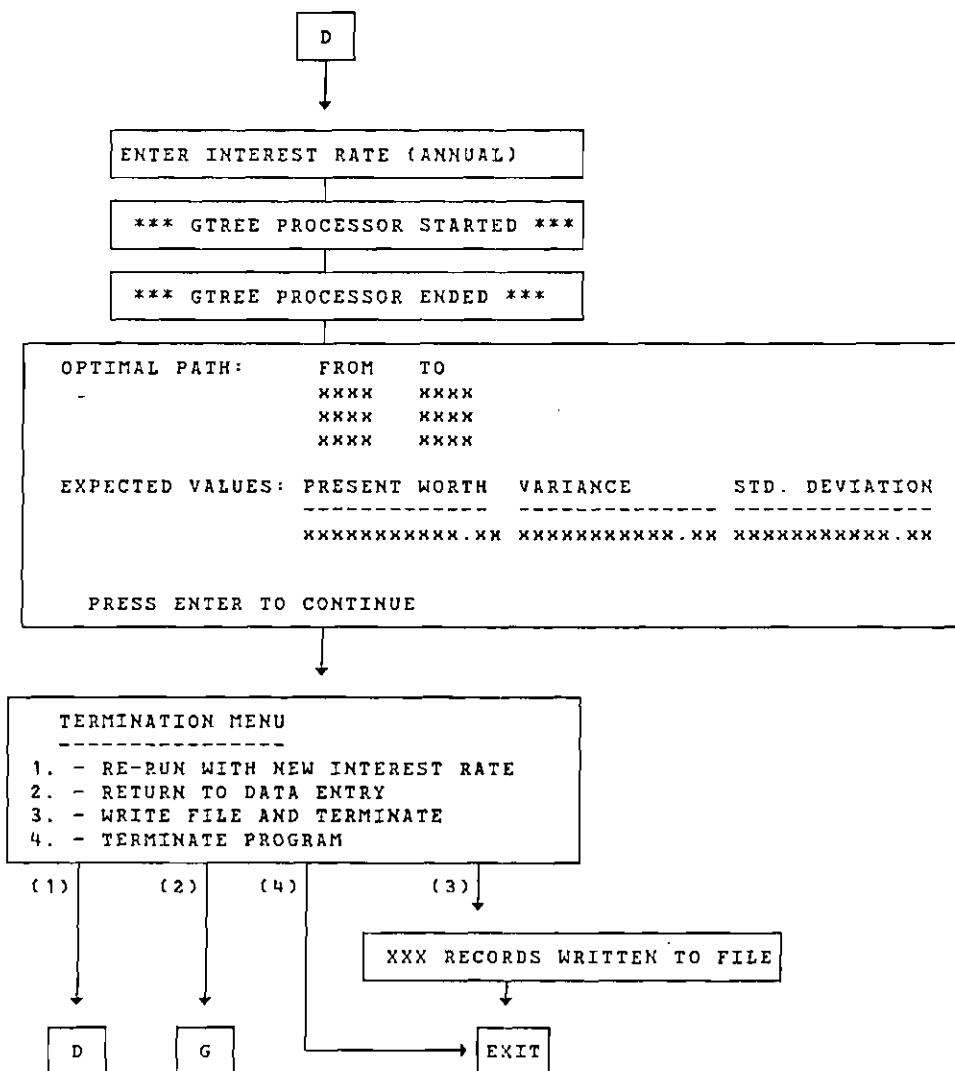 D
ENTER INTEREST RATE (ANNUAL)
*** GTREE PROCESSOR STARTED ***
*** GTREE PROCESSOR ENDED ***
OPTIMAL PATH: FROM TO
XXXX XXXX
XXXX XXXX
XXXX XXXX
EXPECTED VALUES: PRESENT WORTH VARIANCE STD. DEVIATION
------------- -------------- --------------
XXXXXXXXXXX.XX XXXXXXXXXXX.XX XXXXXXXXXXX.XX
PRESS ENTER TO CONTINUE
TERMINATION MENU
----------------
1. - RE-RUN WITH NEW INTEREST RATE
2. - RETURN TO DATA ENTRY
3. - WRITE FILE AND TERMINATE
4. - TERMINATE PROGRAM
(1) (2) (4) (3)
XXX RECORDS WRITTEN TO FILE
D G EXIT